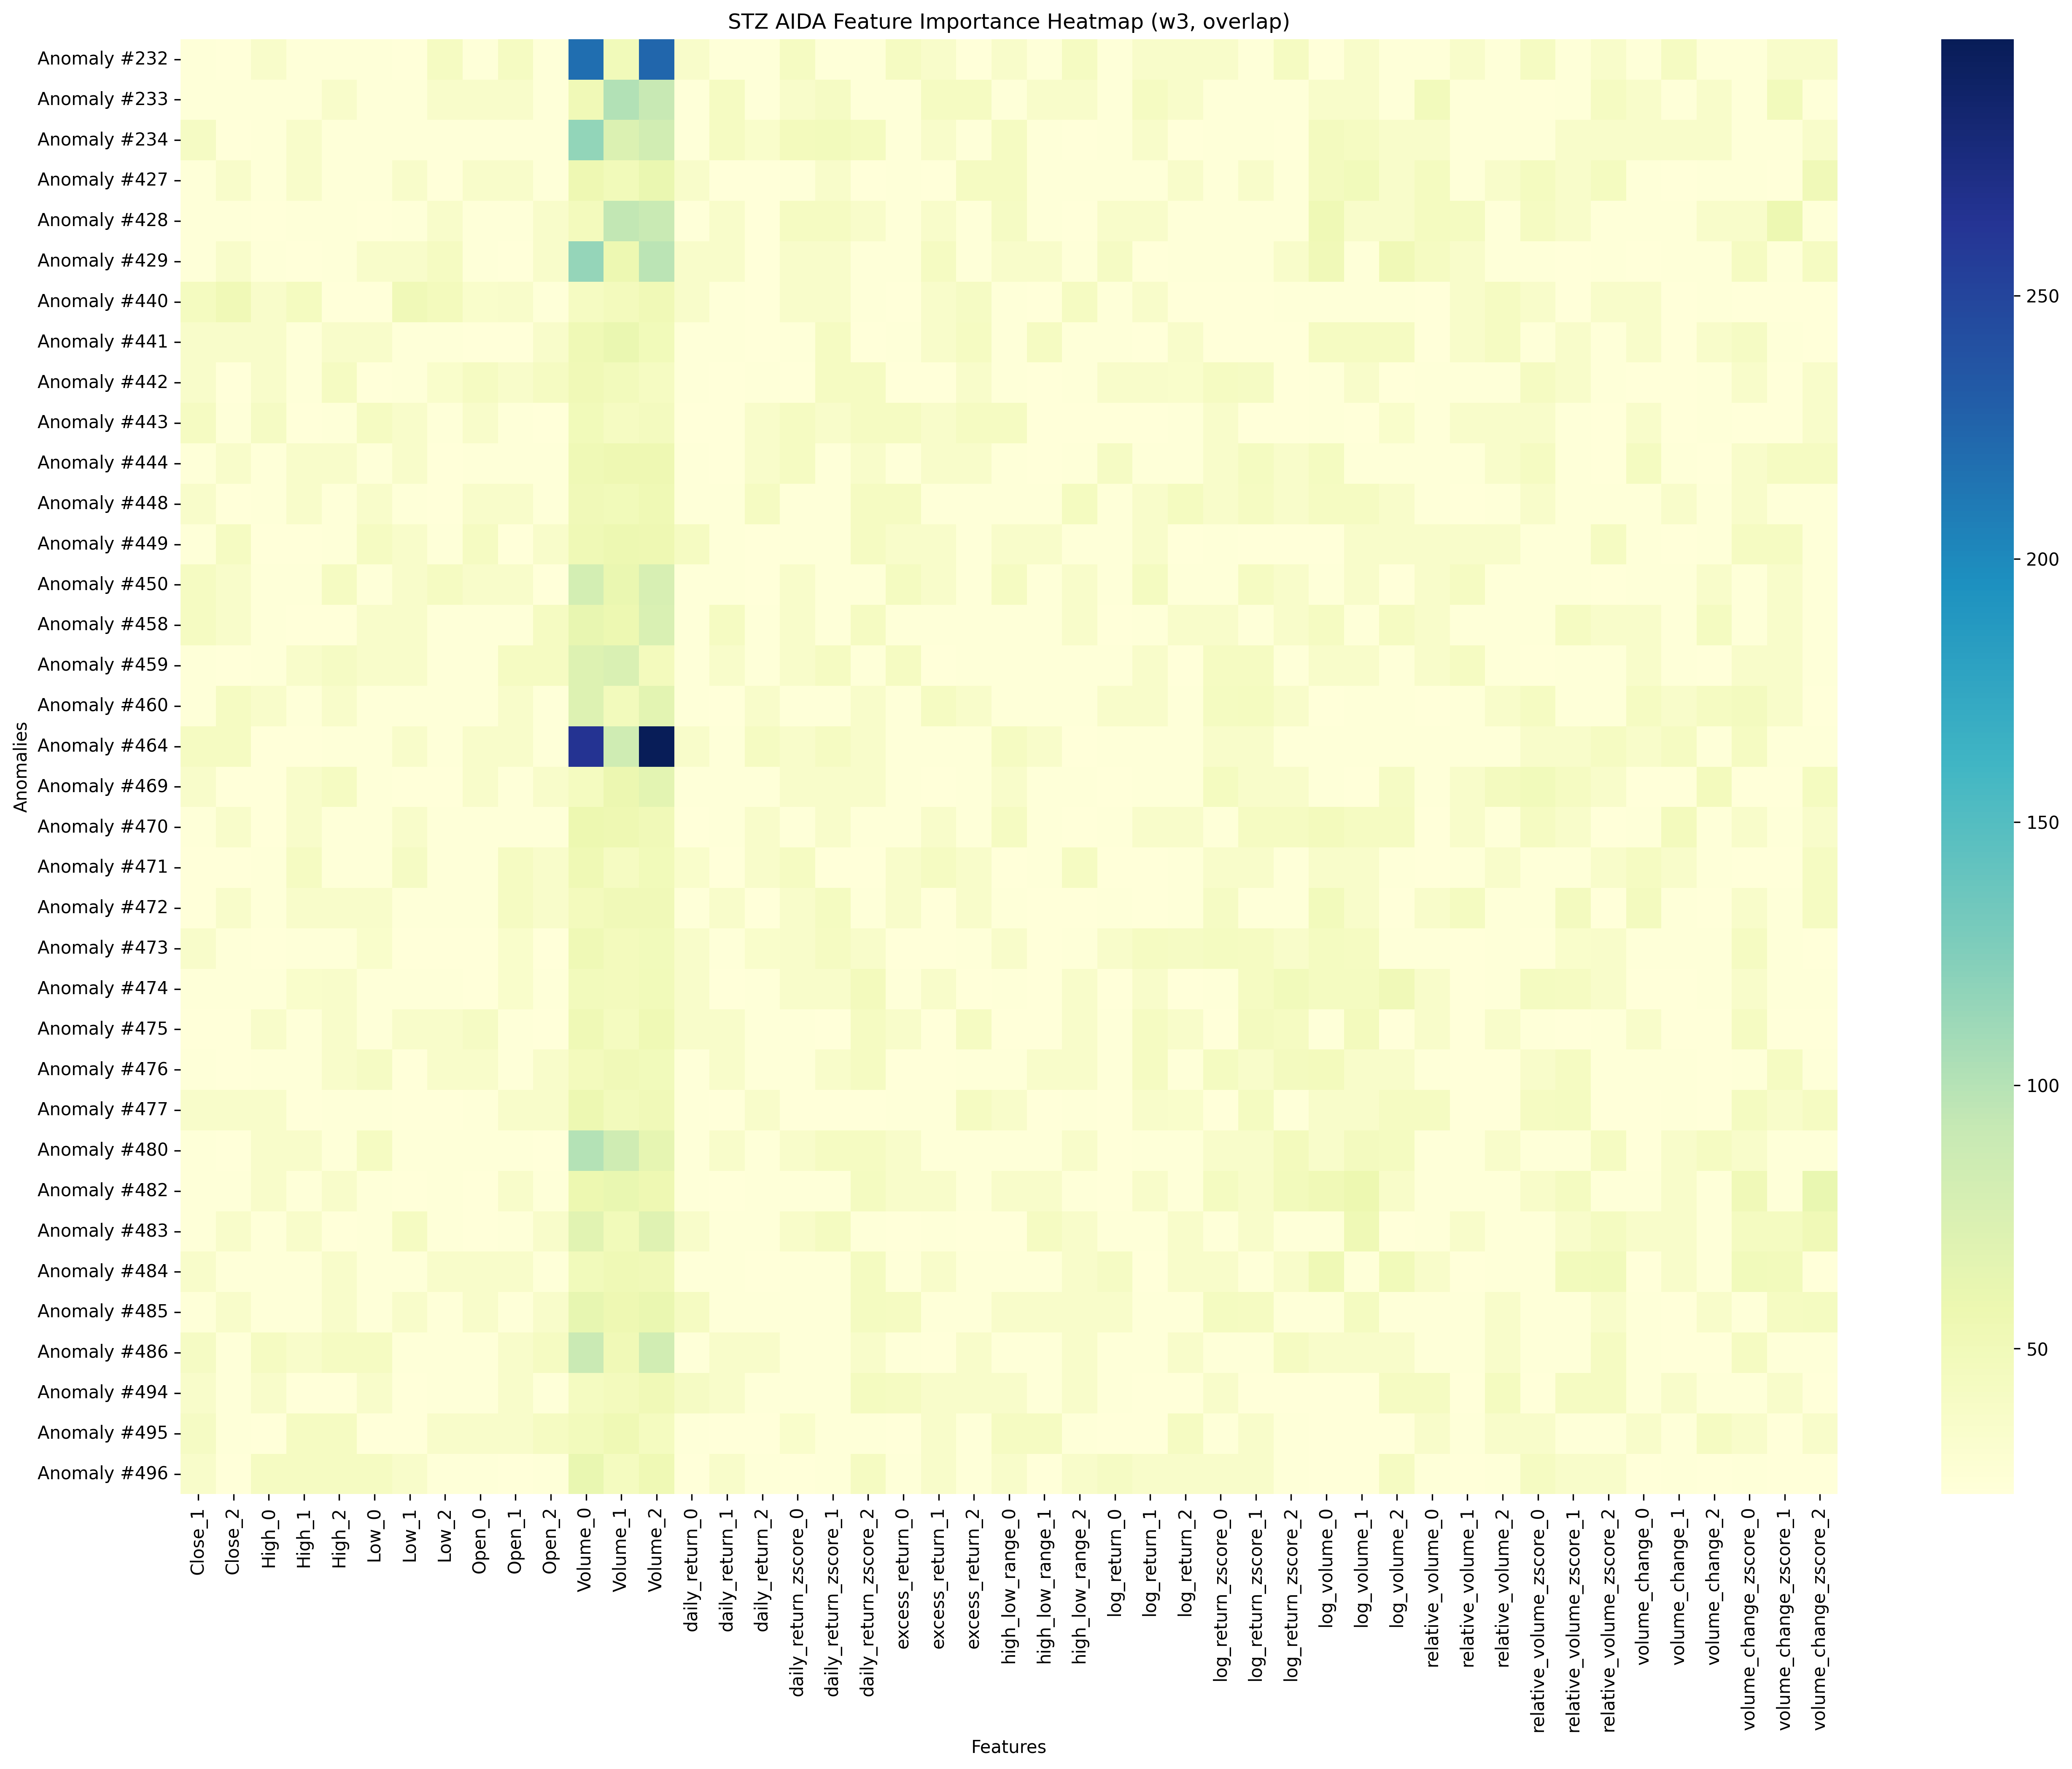 STZ AIDA Feature Importance Heatmap (w3, overlap)
Anomalies
Anomaly #232
Anomaly #233
Anomaly #234
Anomaly #427
Anomaly #428
Anomaly #429
Anomaly #440
Anomaly #441
Anomaly #442
Anomaly #443
Anomaly #444
Anomaly #448
Anomaly #449
Anomaly #450
Anomaly #458
Anomaly #459
Anomaly #460
Anomaly #464
Anomaly #469
Anomaly #470
Anomaly #471
Anomaly #472
Anomaly #473
Anomaly #474
Anomaly #475
Anomaly #476
Anomaly #477
Anomaly #480
Anomaly #482
Anomaly #483
Anomaly #484
Anomaly #485
Anomaly #486
Anomaly #494
Anomaly #495
Anomaly #496
Close_1
Close_2
High_0
High_1
High_2
Low_0
Low_1
Low_2
Open_0
Open_1
Open_2
Volume_0
Volume_1
Volume_2
daily_return_0
daily_return_1
daily_return_2
daily_return_zscore_0
daily_return_zscore_1
daily_return_zscore_2
excess_return_0
excess_return_1
excess_return_2
high_low_range_0
high_low_range_1
high_low_range_2
log_return_0
log_return_1
log_return_2
log_return_zscore_0
log_return_zscore_1
log_return_zscore_2
log_volume_0
log_volume_1
log_volume_2
relative_volume_0
relative_volume_1
relative_volume_2
relative_volume_zscore_0
relative_volume_zscore_1
relative_volume_zscore_2
volume_change_0
volume_change_1
volume_change_2
volume_change_zscore_0
volume_change_zscore_1
volume_change_zscore_2
Features
250
200
150
100
50